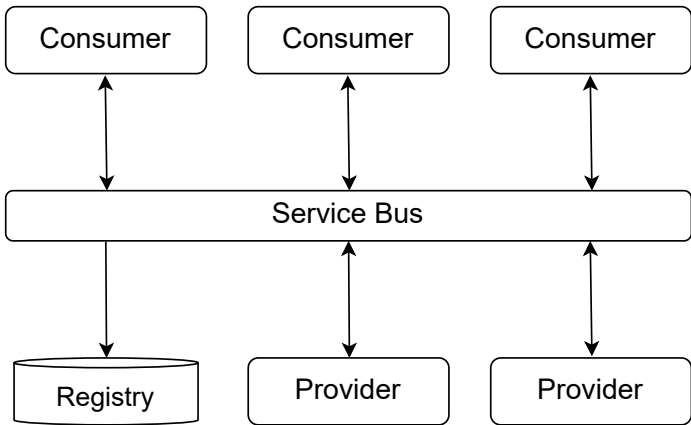 Consumer
Consumer
Consumer
Service Bus
Registry
Provider
Provider